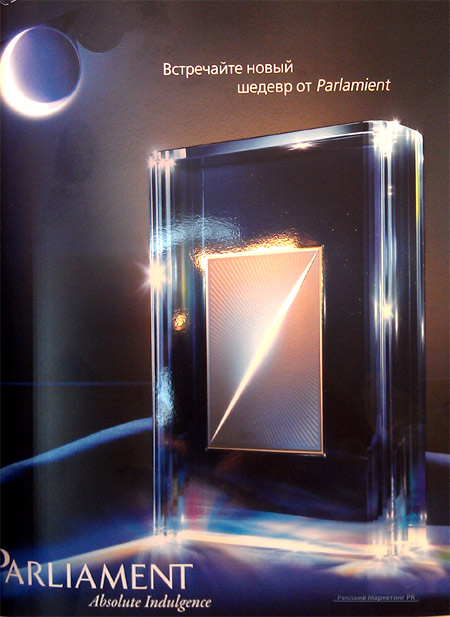 Встречайте новый
шедевр от Parlamient
PARLIAMENT
Absolute Indulgence
Реклама Маркетинг PR